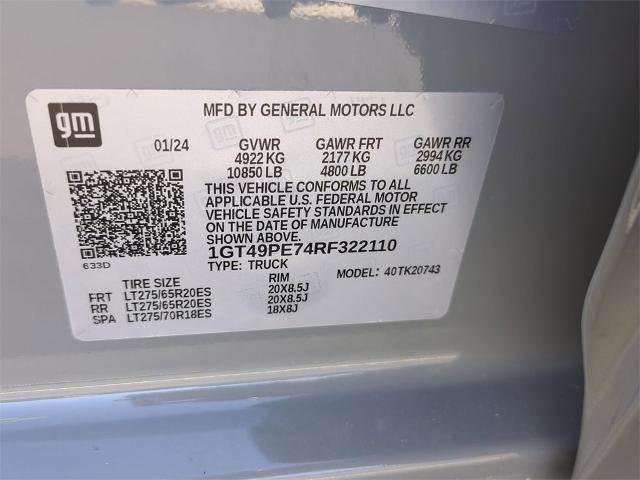 gm
MFD BY GENERAL MOTORS LLC
01/24 GVWR GAWR FRT GAWR RR
4922 KG 2177 KG 2994 KG
10850 LB 4800 LB 6600 LB
THIS VEHICLE CONFORMS TO ALL
APPLICABLE U.S. FEDERAL MOTOR
VEHICLE SAFETY STANDARDS IN EFFECT
ON THE DATE OF MANUFACTURE
SHOWN ABOVE.
1GT49PE74RF322110
633D
TYPE: TRUCK
MODEL: 40TK20743
TIRE SIZE RIM
FRT LT275/65R20ES 20X8.5J
RR LT275/65R20ES 20X8.5J
SPA LT275/70R18ES 18X8J